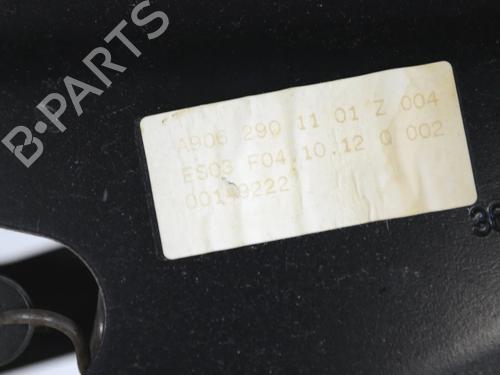 B-PARTS
A906 290 11 01 Z 004
ES03 F04.10.12 Q 002
00149222